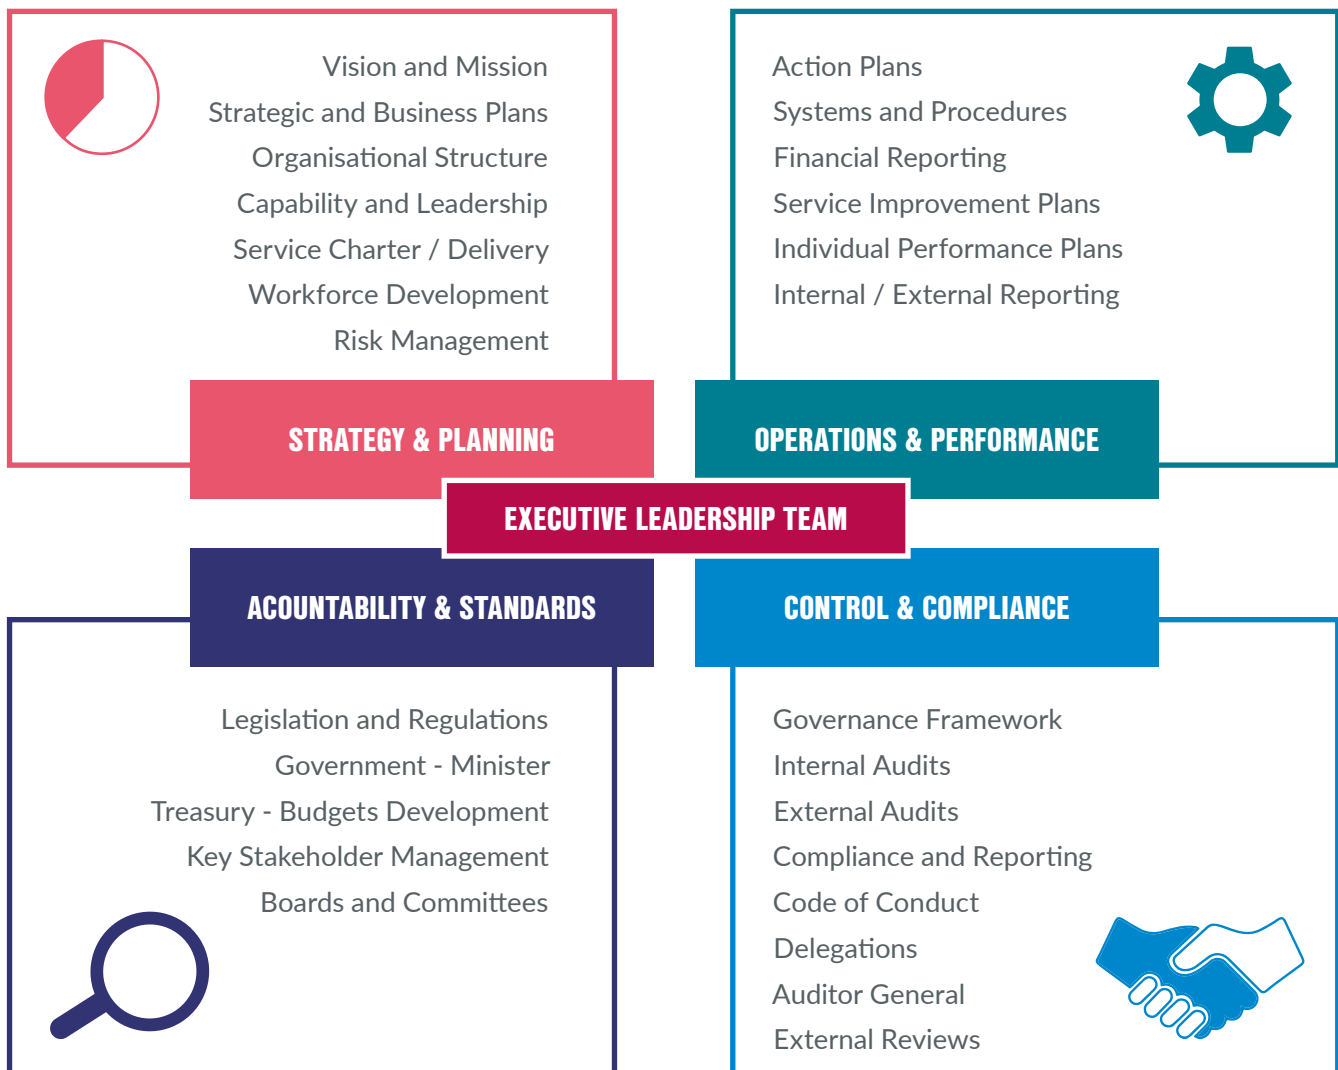 Vision and Mission
Strategic and Business Plans
Organisational Structure
Capability and Leadership
Service Charter / Delivery
Workforce Development
Risk Management
STRATEGY & PLANNING
Action Plans
Systems and Procedures
Financial Reporting
Service Improvement Plans
Individual Performance Plans
Internal / External Reporting
OPERATIONS & PERFORMANCE
EXECUTIVE LEADERSHIP TEAM
ACOUNTABILITY & STANDARDS
Legislation and Regulations
Government - Minister
Treasury - Budgets Development
Key Stakeholder Management
Boards and Committees
CONTROL & COMPLIANCE
Governance Framework
Internal Audits
External Audits
Compliance and Reporting
Code of Conduct
Delegations
Auditor General
External Reviews